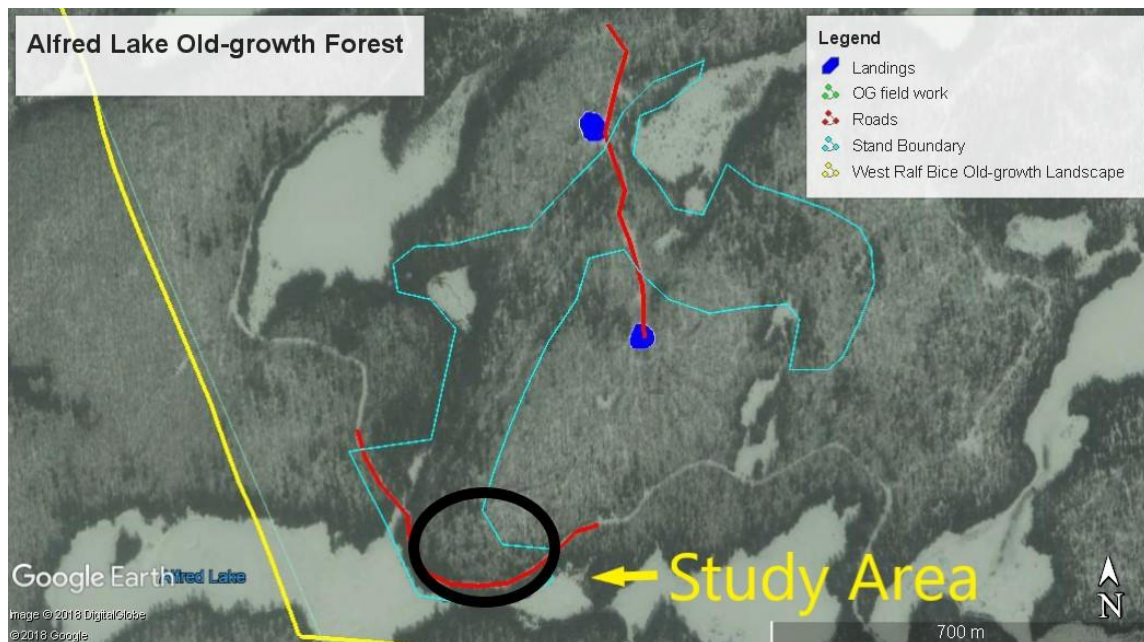 Alfred Lake Old-growth Forest
Legend
Landings
OG field work
Roads
Stand Boundary
West Ralf Bice Old-growth Landscape
Google Earth
Alfred Lake
Study Area
Image © 2018 DigitalGlobe
© 2018 Google
N
700 m